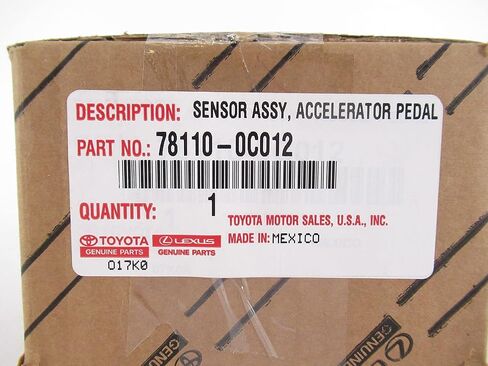 DESCRIPTION: SENSOR ASSY, ACCELERATOR PEDAL
PART NO.: 78110-0C012
QUANTITY: 1
TOYOTA MOTOR SALES, U.S.A., INC.
TOYOTA LEXUS MADE IN: MEXICO
GENUINE PARTS GENUINE PARTS
017K0
GENUINE